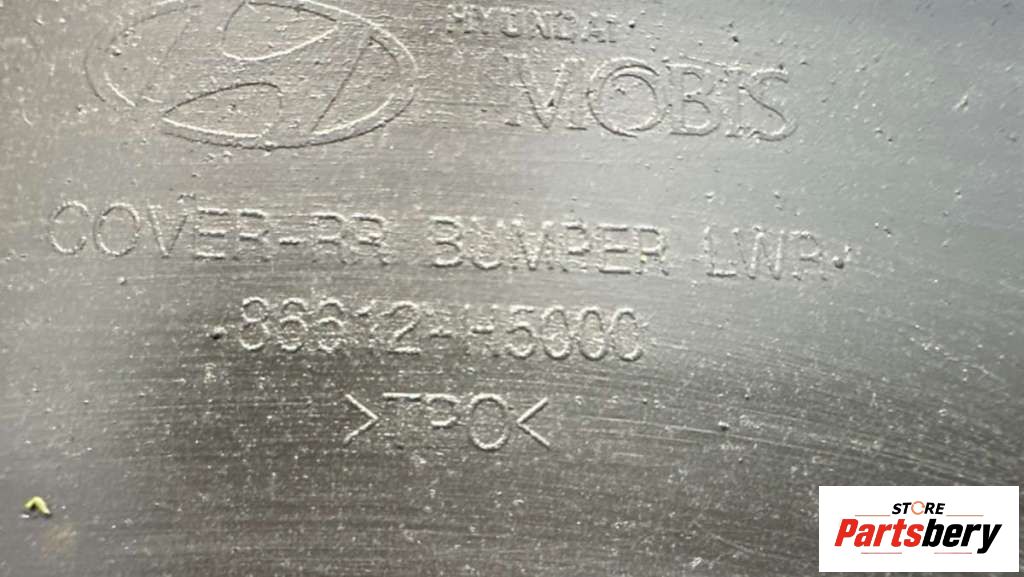 HYUNDAI
MOBIS
COVER-RR BUMPER LWR
86612-H5000
>TPO<
STORE
Partsbery